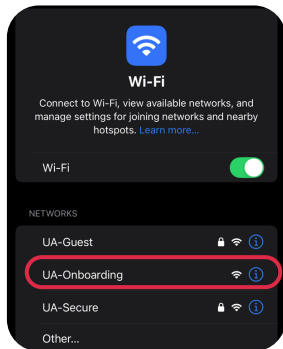 Wi-Fi
Connect to Wi-Fi, view available networks, and
manage settings for joining networks and nearby
hotspots. Learn more...
Wi-Fi
NETWORKS
UA-Guest
UA-Onboarding
UA-Secure
Other...